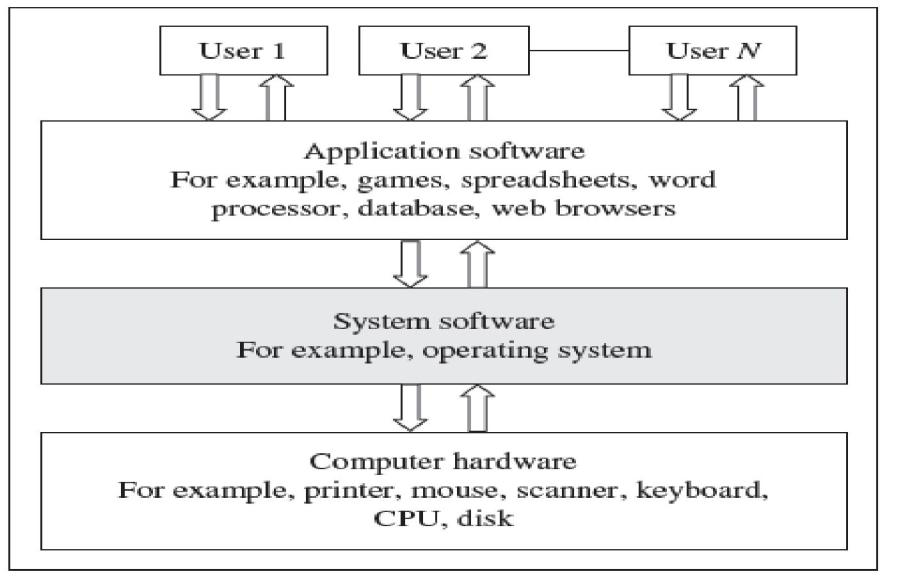 User 1
User 2
User N
Application software
For example, games, spreadsheets, word
processor, database, web browsers
System software
For example, operating system
Computer hardware
For example, printer, mouse, scanner, keyboard,
CPU, disk